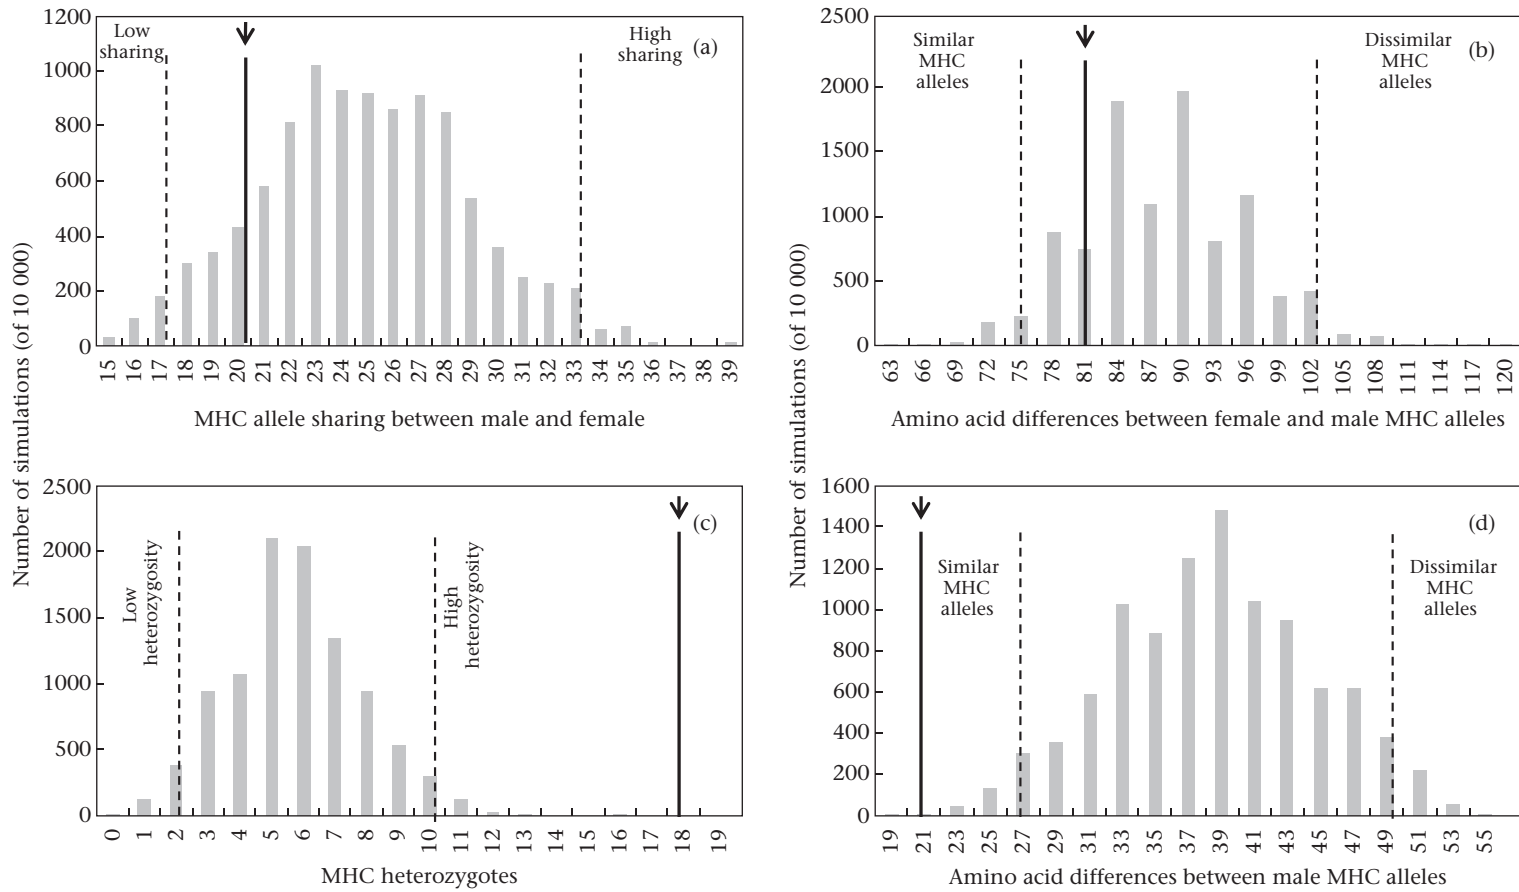 Number of simulations (of 10 000)
1200
1000
800
600
400
200
0
Low
sharing
High
sharing
(a)
15 16 17 18 19 20 21 22 23 24 25 26 27 28 29 30 31 32 33 34 35 36 37 38 39
MHC allele sharing between male and female
Number of simulations (of 10 000)
2500
2000
1500
1000
500
0
Similar
MHC
alleles
Dissimilar
MHC
alleles
(b)
63 66 69 72 75 78 81 84 87 90 93 96 99 102 105 108 111 114 117 120
Amino acid differences between female and male MHC alleles
2500
2000
1500
1000
500
0
Low
heterozygosity
High
heterozygosity
(c)
0 1 2 3 4 5 6 7 8 9 10 11 12 13 14 15 16 17 18 19
MHC heterozygotes
1600
1400
1200
1000
800
600
400
200
0
Similar
MHC
alleles
Dissimilar
MHC
alleles
(d)
19 21 23 25 27 29 31 33 35 37 39 41 43 45 47 49 51 53 55
Amino acid differences between male MHC alleles